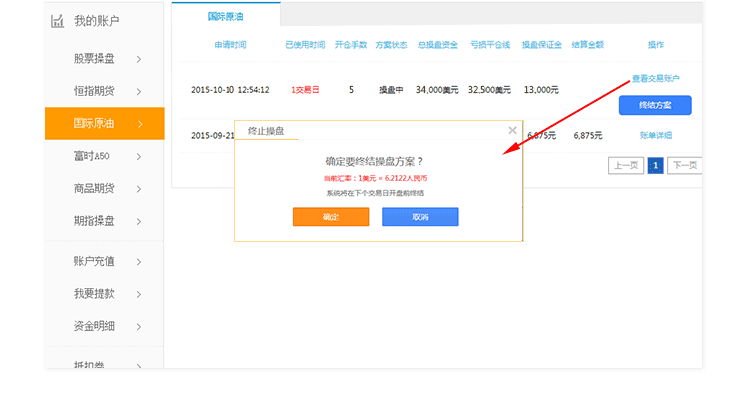 我的账户
股票操盘
恒指期货
国际原油
富时A50
商品期货
期指操盘
账户充值
我要提款
资金明细
抵扣券
国际原油
申请时间 已使用时间 开仓手数 方案状态 总操盘资金 亏损平仓线 操盘保证金 结算金额 操作
2015-10-10 12:54:12 1交易日 5 操盘中 34,000美元 32,500美元 13,000元 查看交易账户
终结方案
2015-09-21 6,875元 6,875元 账单详细
上一页 1 下一页
终止操盘
确定要终结操盘方案？
当前汇率：1美元 = 6.2122人民币
系统将在下个交易日开盘前终结
确定 取消